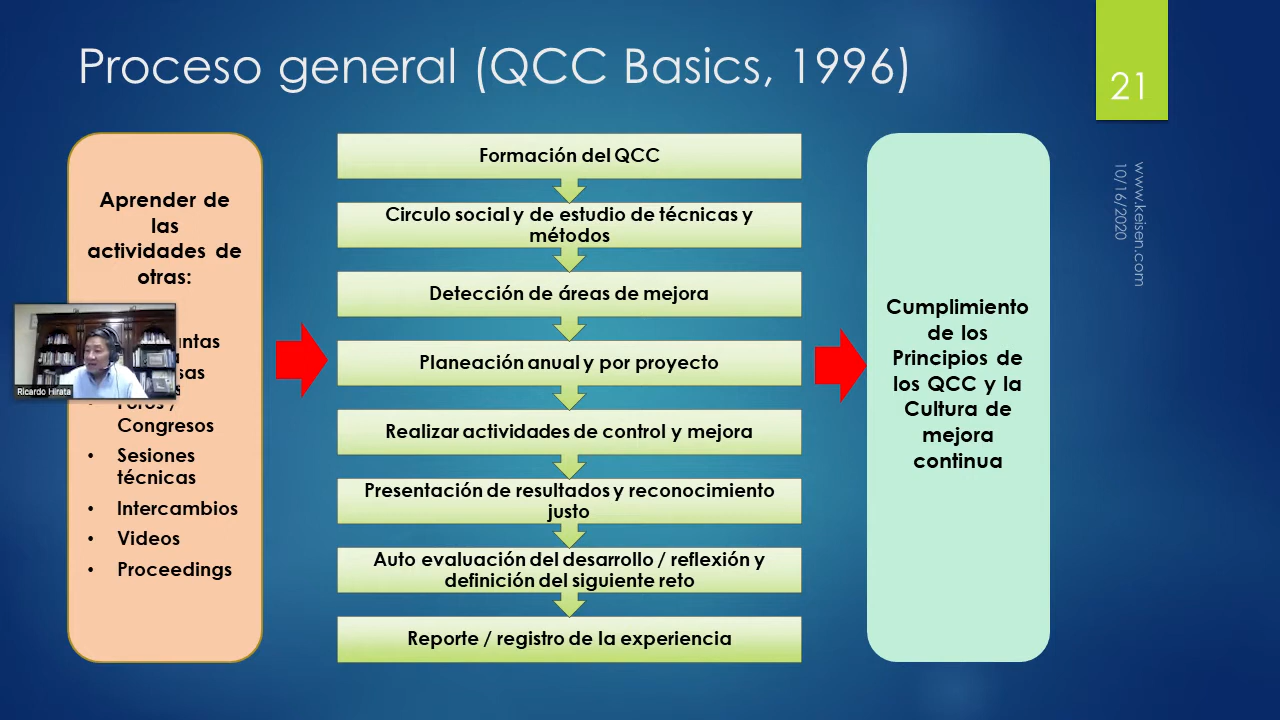 Proceso general (QCC Basics, 1996)
21
www.keisen.com
10/16/2020
Aprender de
las
actividades de
otras:
Ricardo Hirata
• Foros /
Congresos
• Sesiones
técnicas
• Intercambios
• Videos
• Proceedings
Formación del QCC
Circulo social y de estudio de técnicas y
métodos
Detección de áreas de mejora
Planeación anual y por proyecto
Realizar actividades de control y mejora
Presentación de resultados y reconocimiento
justo
Auto evaluación del desarrollo / reflexión y
definición del siguiente reto
Reporte / registro de la experiencia
Cumplimiento
de los
Principios de
los QCC y la
Cultura de
mejora
continua